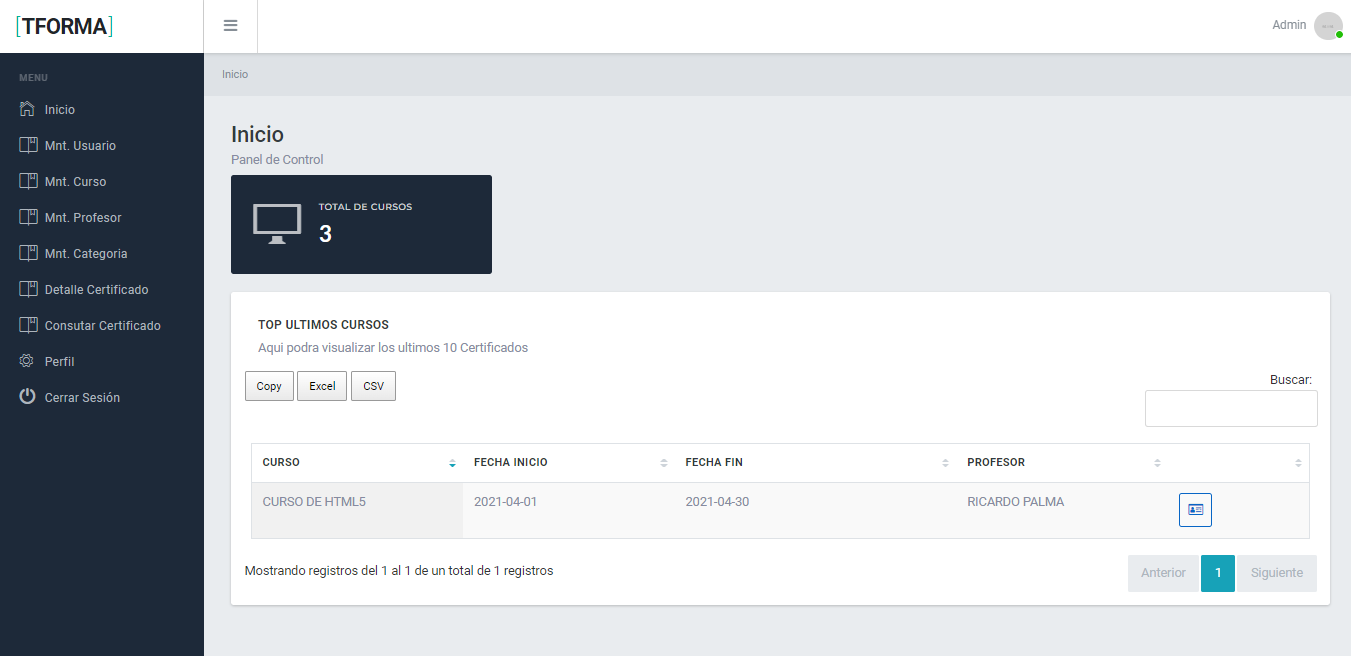 [TFORMA]
Admin
MENU
Inicio
Mnt. Usuario
Mnt. Curso
Mnt. Profesor
Mnt. Categoria
Detalle Certificado
Consutar Certificado
Perfil
Cerrar Sesión
Inicio
Inicio
Panel de Control
TOTAL DE CURSOS
3
TOP ULTIMOS CURSOS
Aqui podra visualizar los ultimos 10 Certificados
Copy Excel CSV
Buscar:
CURSO FECHA INICIO FECHA FIN PROFESOR
CURSO DE HTML5 2021-04-01 2021-04-30 RICARDO PALMA
Mostrando registros del 1 al 1 de un total de 1 registros
Anterior 1 Siguiente